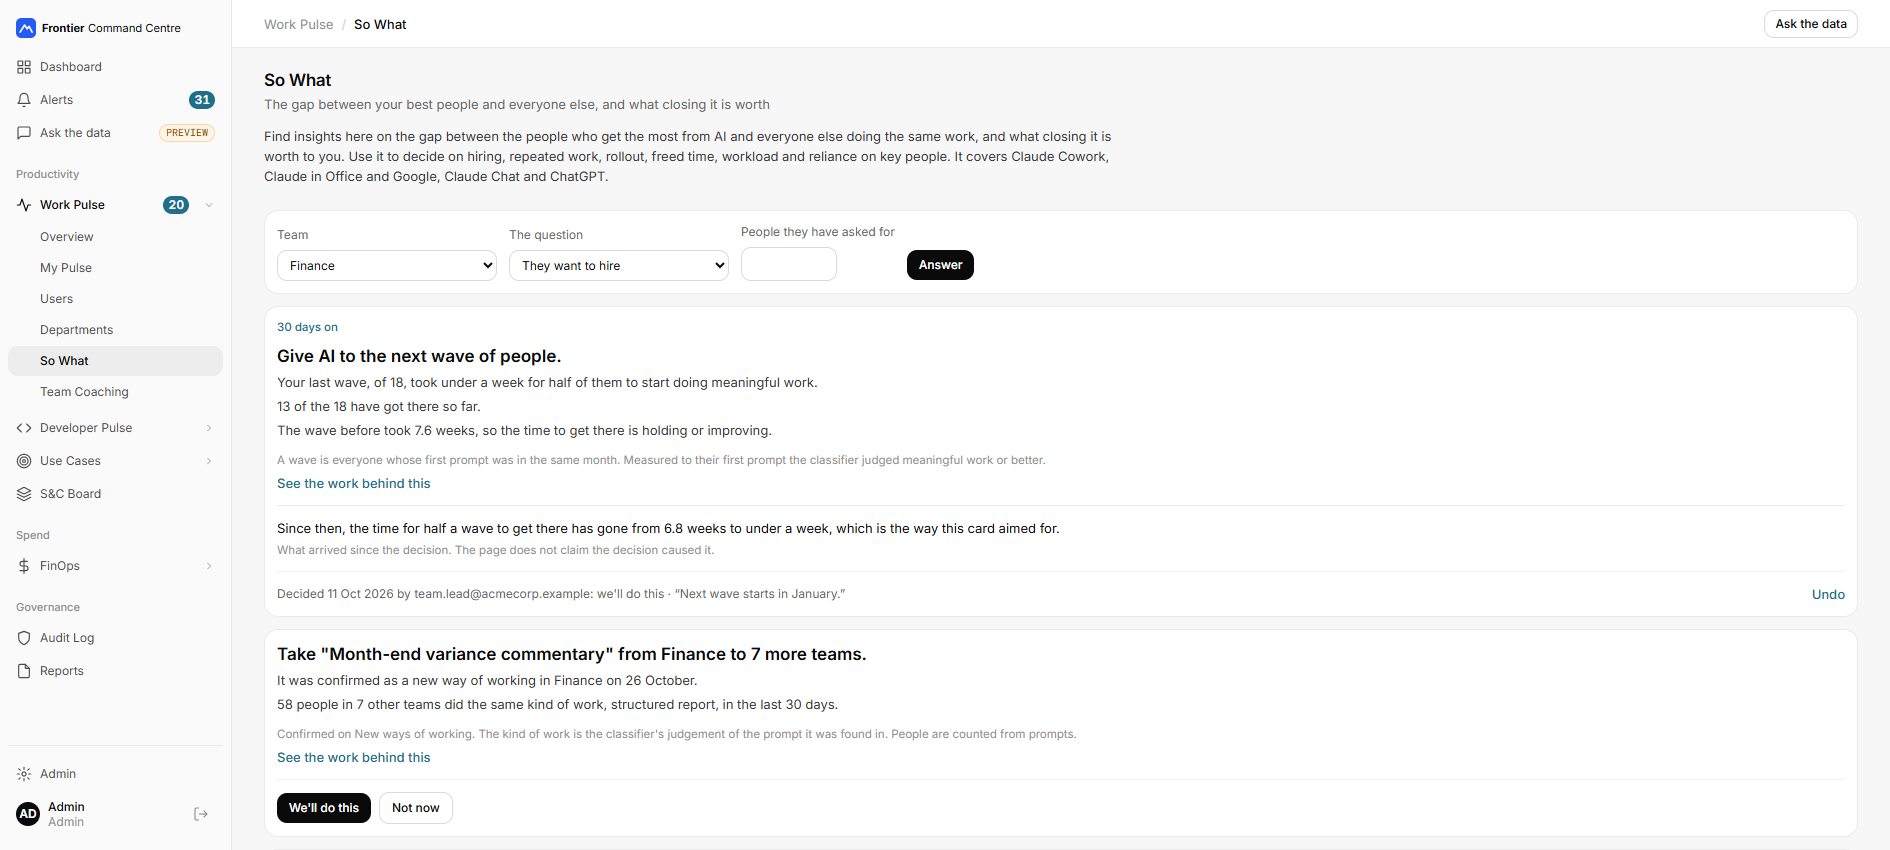 Frontier Command Centre
Dashboard
Alerts 31
Ask the data PREVIEW
Productivity
Work Pulse 20
Overview
My Pulse
Users
Departments
So What
Team Coaching
Developer Pulse
Use Cases
S&C Board
Spend
FinOps
Governance
Audit Log
Reports
Admin
AD Admin
Admin
Work Pulse / So What
Ask the data
So What
The gap between your best people and everyone else, and what closing it is worth
Find insights here on the gap between the people who get the most from AI and everyone else doing the same work, and what closing it is
worth to you. Use it to decide on hiring, repeated work, rollout, freed time, workload and reliance on key people. It covers Claude Cowork,
Claude in Office and Google, Claude Chat and ChatGPT.
Team The question People they have asked for
Finance They want to hire Answer
30 days on
Give AI to the next wave of people.
Your last wave, of 18, took under a week for half of them to start doing meaningful work.
13 of the 18 have got there so far.
The wave before took 7.6 weeks, so the time to get there is holding or improving.
A wave is everyone whose first prompt was in the same month. Measured to their first prompt the classifier judged meaningful work or better.
See the work behind this
Since then, the time for half a wave to get there has gone from 6.8 weeks to under a week, which is the way this card aimed for.
What arrived since the decision. The page does not claim the decision caused it.
Decided 11 Oct 2026 by team.lead@acmecorp.example: we'll do this · “Next wave starts in January.” Undo
Take "Month-end variance commentary" from Finance to 7 more teams.
It was confirmed as a new way of working in Finance on 26 October.
58 people in 7 other teams did the same kind of work, structured report, in the last 30 days.
Confirmed on New ways of working. The kind of work is the classifier's judgement of the prompt it was found in. People are counted from prompts.
See the work behind this
We'll do this Not now